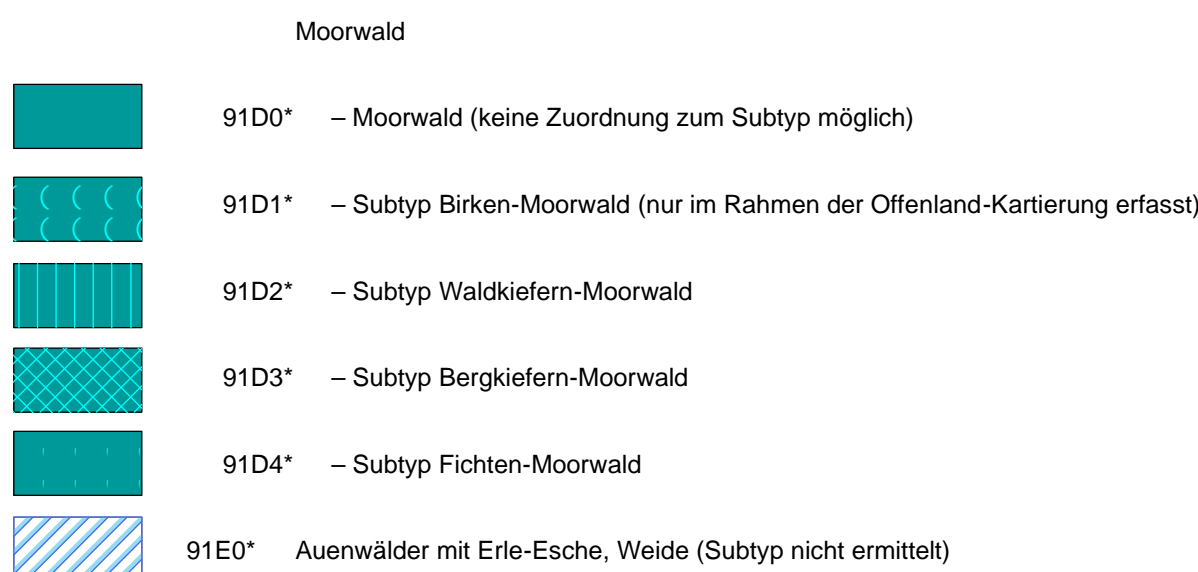 Moorwald
91D0* – Moorwald (keine Zuordnung zum Subtyp möglich)
91D1* – Subtyp Birken-Moorwald (nur im Rahmen der Offenland-Kartierung erfasst)
91D2* – Subtyp Waldkiefern-Moorwald
91D3* – Subtyp Bergkiefern-Moorwald
91D4* – Subtyp Fichten-Moorwald
91E0* Auenwälder mit Erle-Esche, Weide (Subtyp nicht ermittelt)